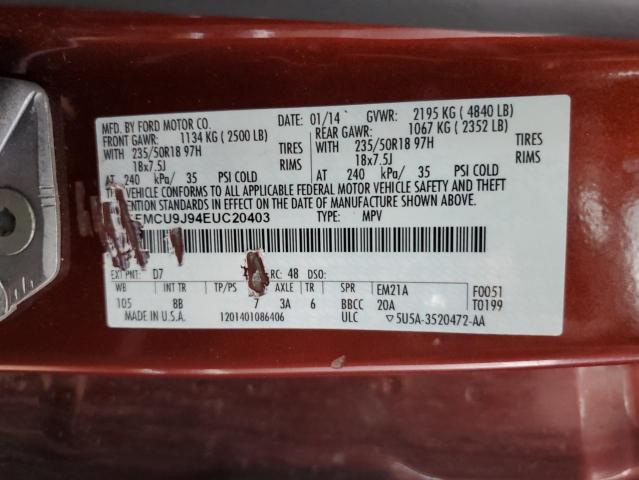 MFD. BY FORD MOTOR CO. DATE: 01/14 GVWR: 2195 KG ( 4840 LB)
FRONT GAWR: 1134 KG ( 2500 LB) REAR GAWR: 1067 KG ( 2352 LB)
WITH 235/50R18 97H TIRES WITH 235/50R18 97H TIRES
18x7.5J RIMS 18x7.5J RIMS
AT 240 kPa/ 35 PSI COLD AT 240 kPa/ 35 PSI COLD
VEHICLE CONFORMS TO ALL APPLICABLE FEDERAL MOTOR VEHICLE SAFETY AND THEFT
PREVENTION STANDARDS IN EFFECT ON THE DATE OF MANUFACTURE SHOWN ABOVE.
FMCU9J94EUC20403 TYPE: MPV
EXT PNT: D7 RC: 48 DSO:
WB INT TR TP/PS AXLE TR SPR EM21A F0051
105 8B 7 3A 6 BBCC 20A T0199
MADE IN U.S.A. 1201401086406 ULC 5U5A-3520472-AA